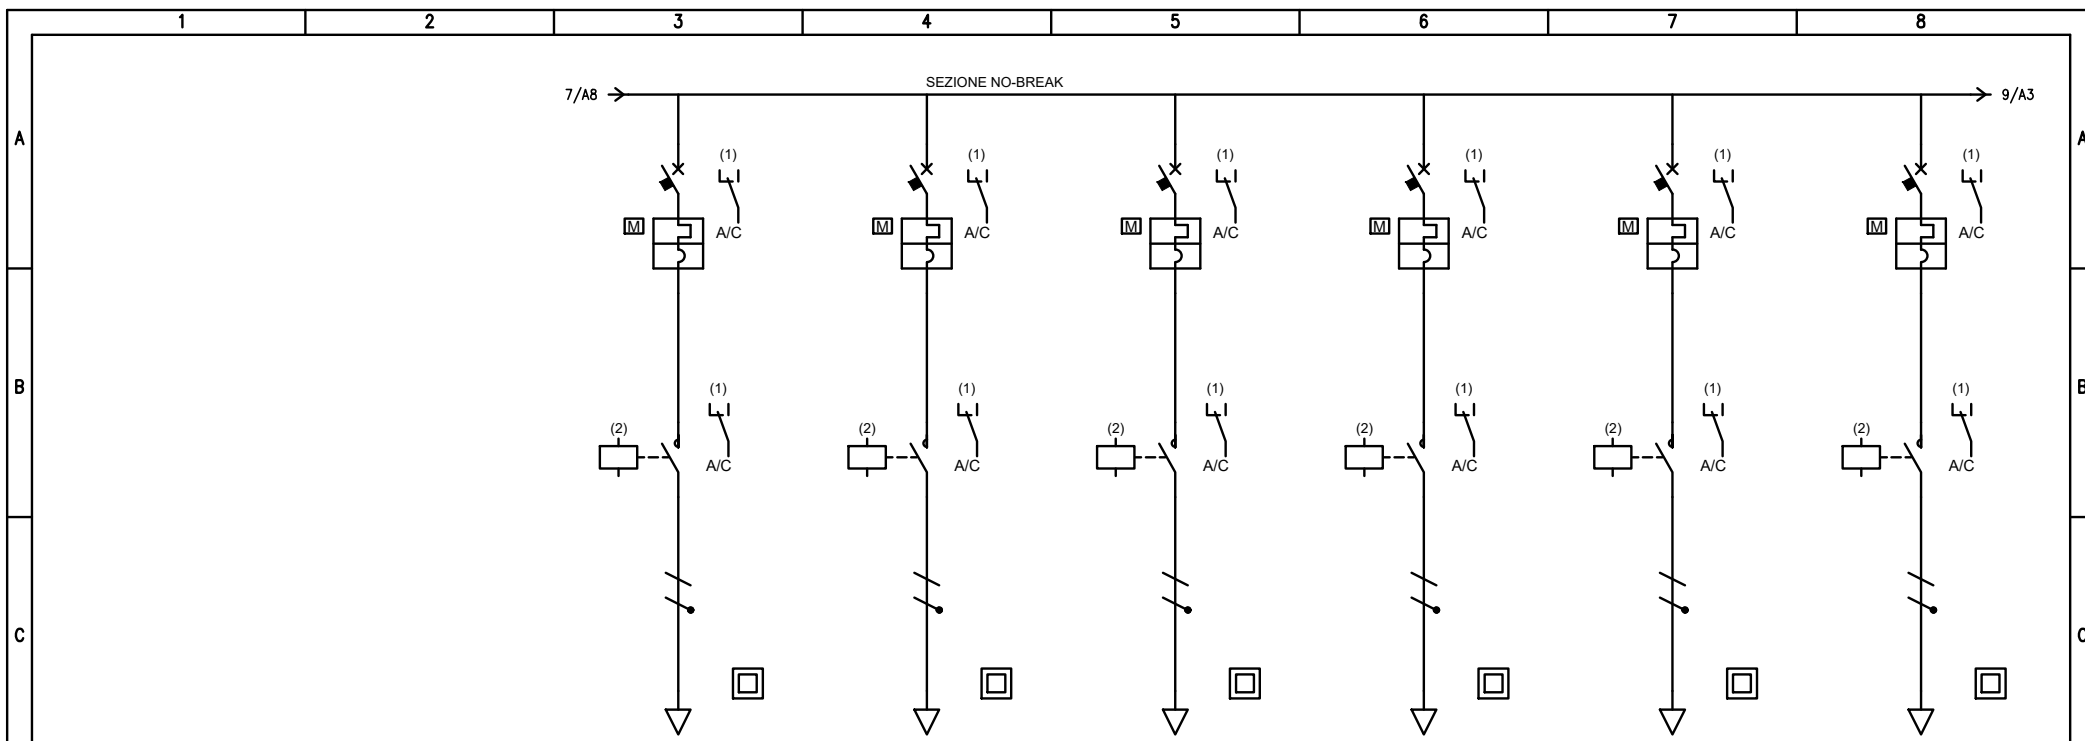 1 2 3 4 5 6 7 8
SEZIONE NO-BREAK
7/A8 9/A3
A A
(1) (1) (1) (1) (1) (1)
M A/C M A/C M A/C M A/C M A/C M A/C
B B
(1) (1) (1) (1) (1) (1)
(2) (2) (2) (2) (2) (2)
A/C A/C A/C A/C A/C A/C
C C